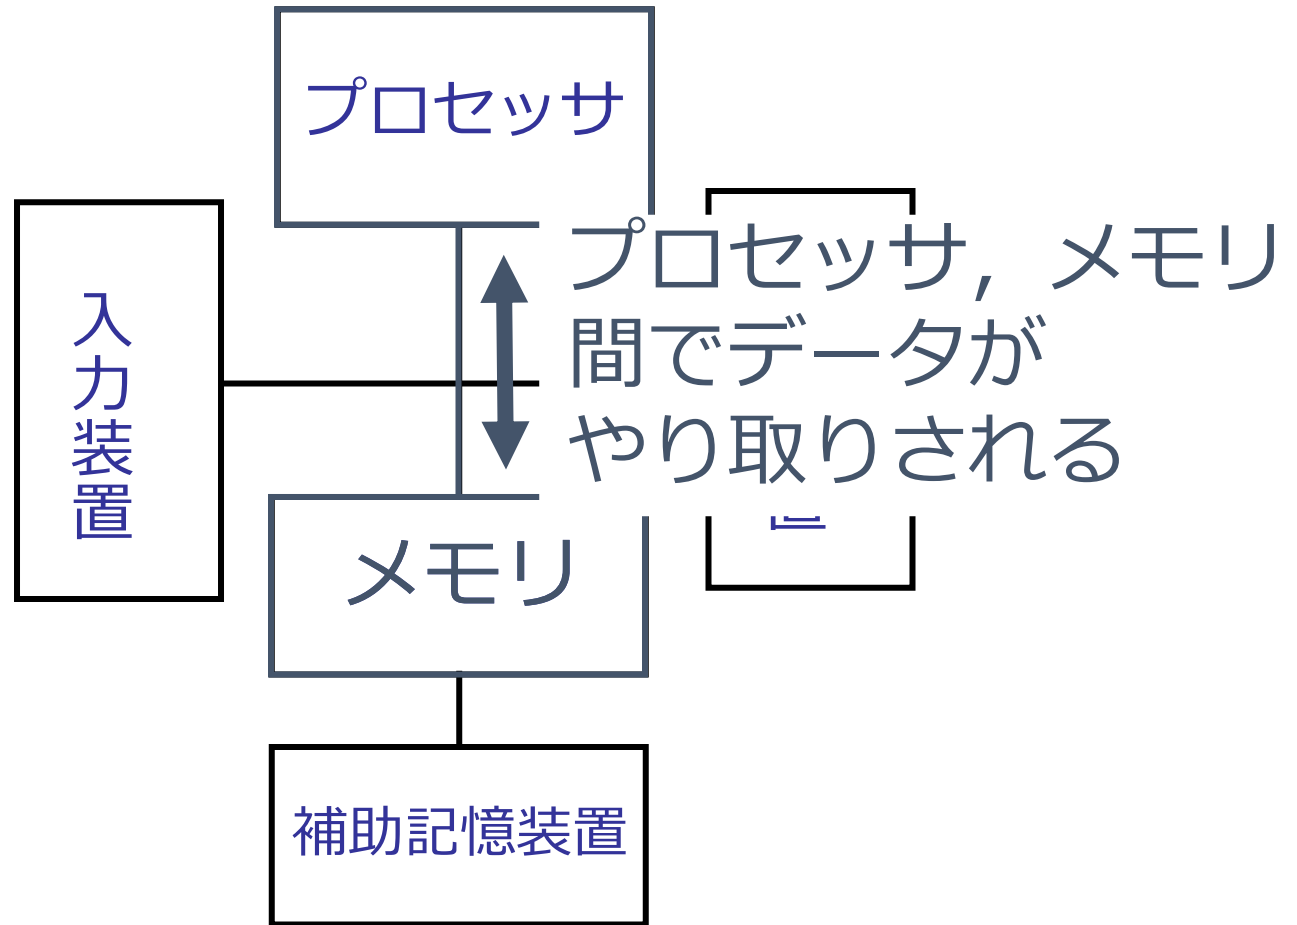 プロセッサ
プロセッサ, メモリ
間でデータが
やり取りされる
入力装置
置
メモリ
補助記憶装置